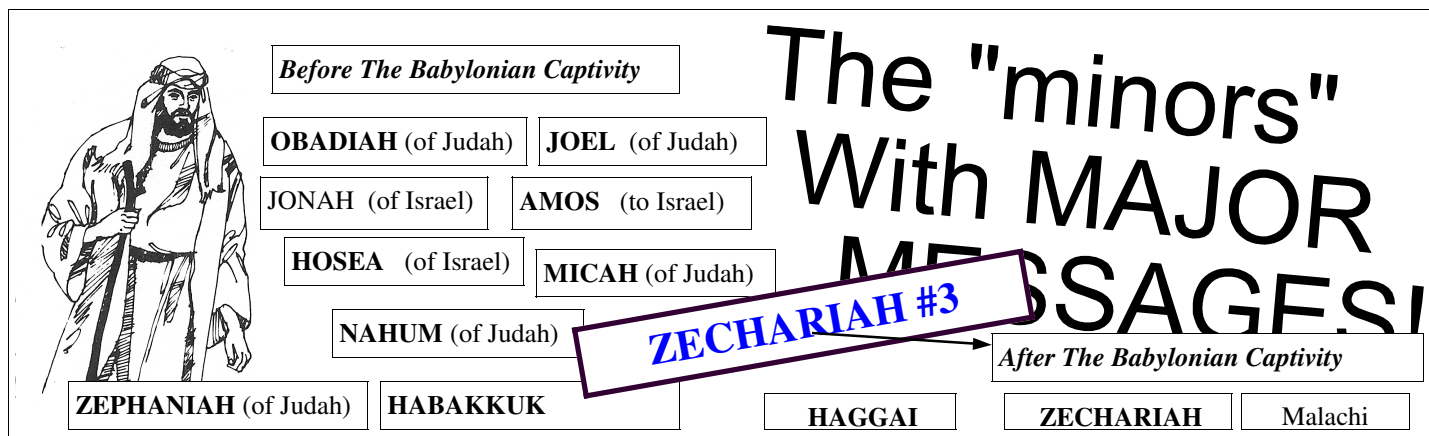 Before The Babylonian Captivity
OBADIAH (of Judah)
JOEL (of Judah)
JONAH (of Israel)
AMOS (to Israel)
HOSEA (of Israel)
MICAH (of Judah)
NAHUM (of Judah)
ZEPHANIAH (of Judah)
HABAKKUK
The "minors"
With MAJOR
MESSAGES!
ZECHARIAH #3
After The Babylonian Captivity
HAGGAI
ZECHARIAH
Malachi